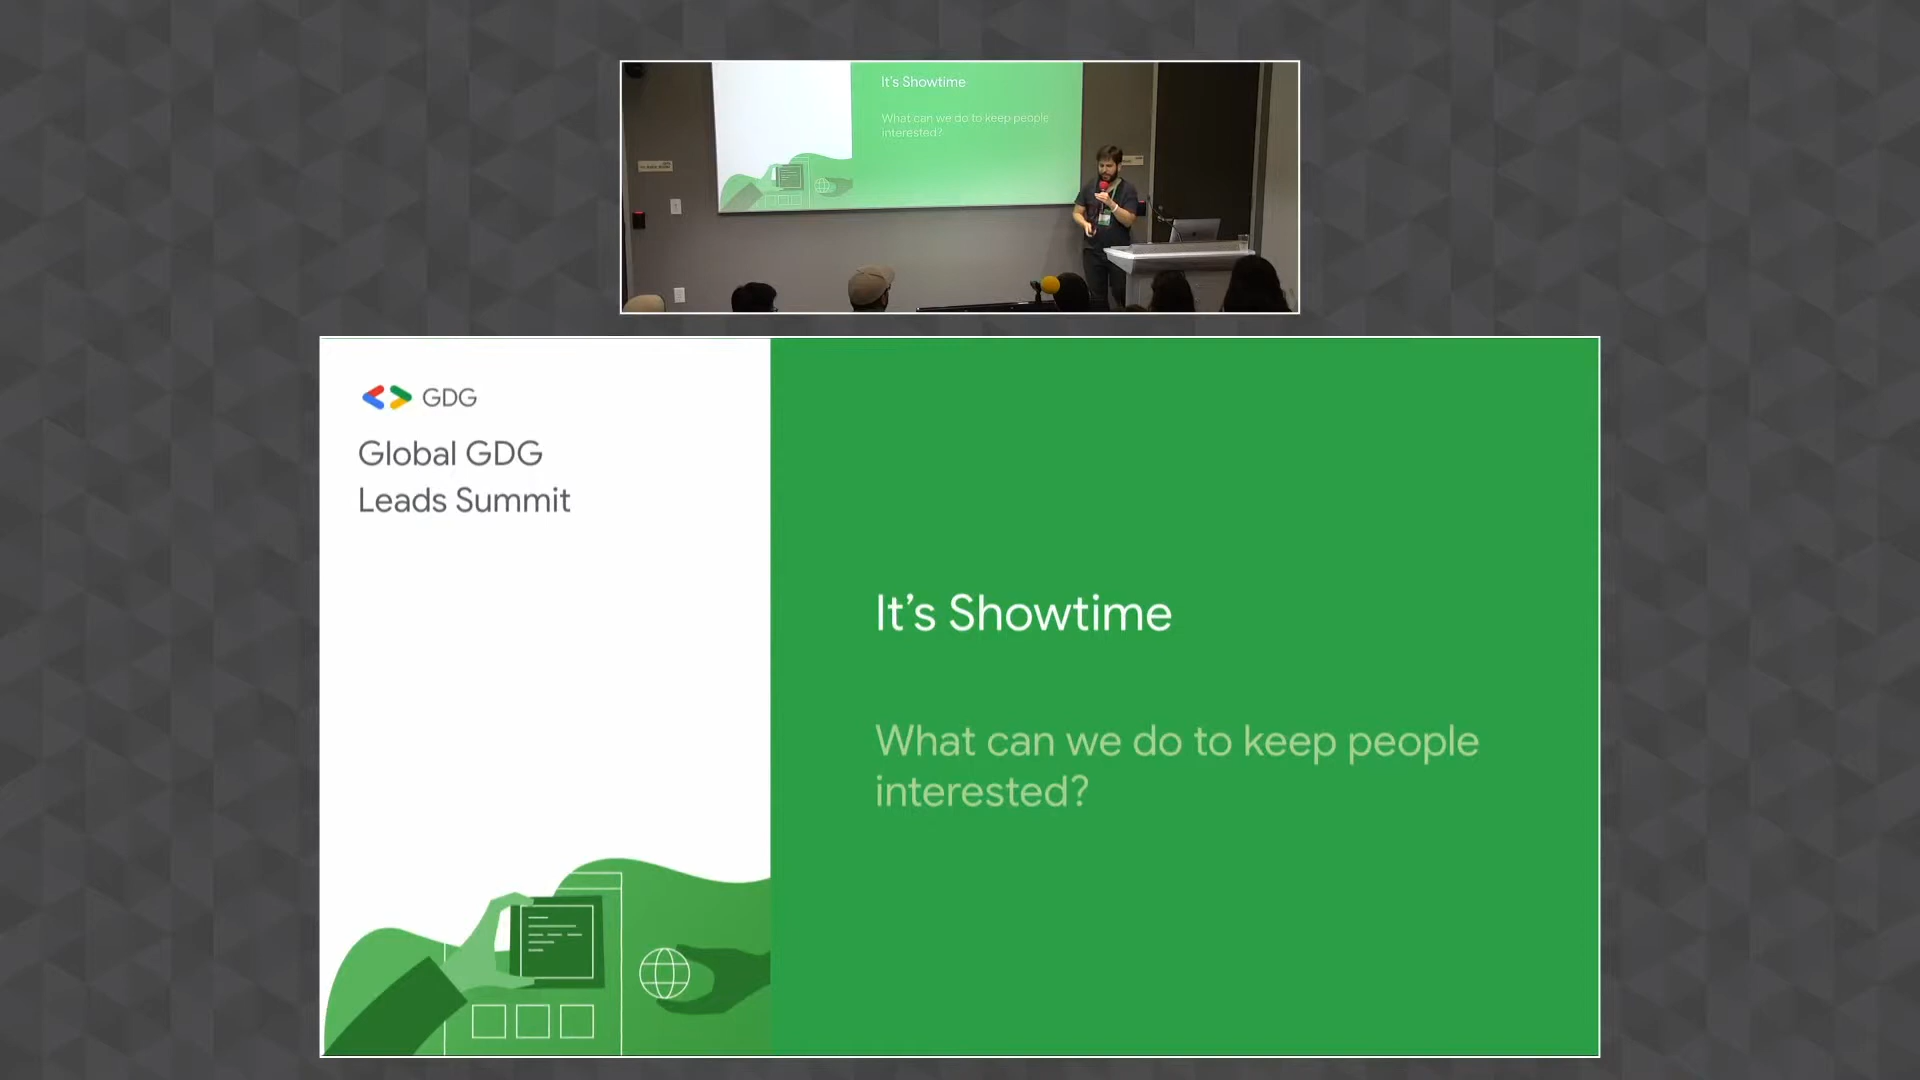 It's Showtime
What can we do to keep people
interested?
GDG
Global GDG
Leads Summit
It's Showtime
What can we do to keep people
interested?